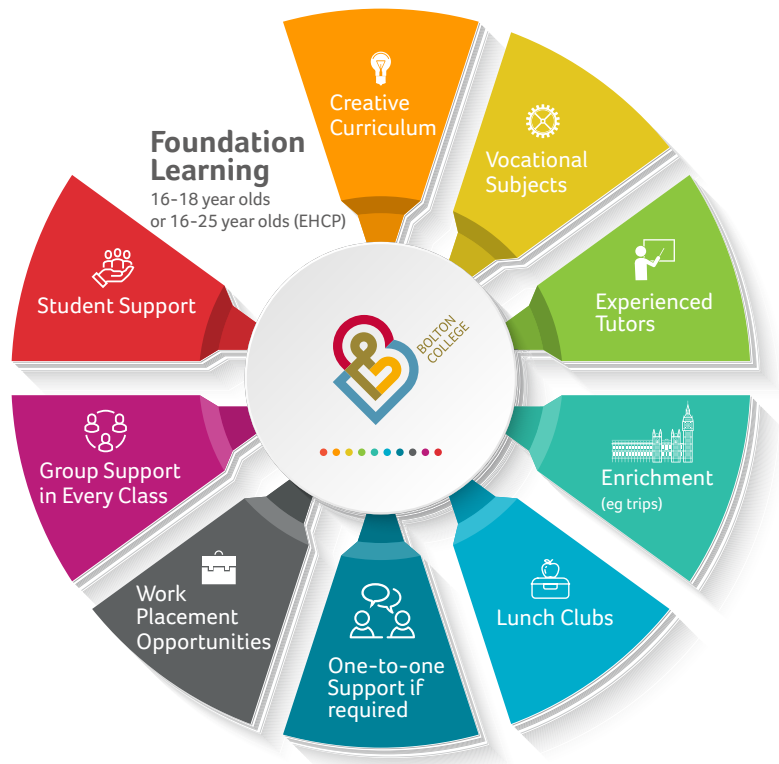 Foundation
Learning
16-18 year olds
or 16-25 year olds (EHCP)
Creative
Curriculum
Vocational
Subjects
Experienced
Tutors
Enrichment
(eg trips)
Lunch Clubs
One-to-one
Support if
required
Work
Placement
Opportunities
Group Support
in Every Class
Student Support
BOLTON
COLLEGE